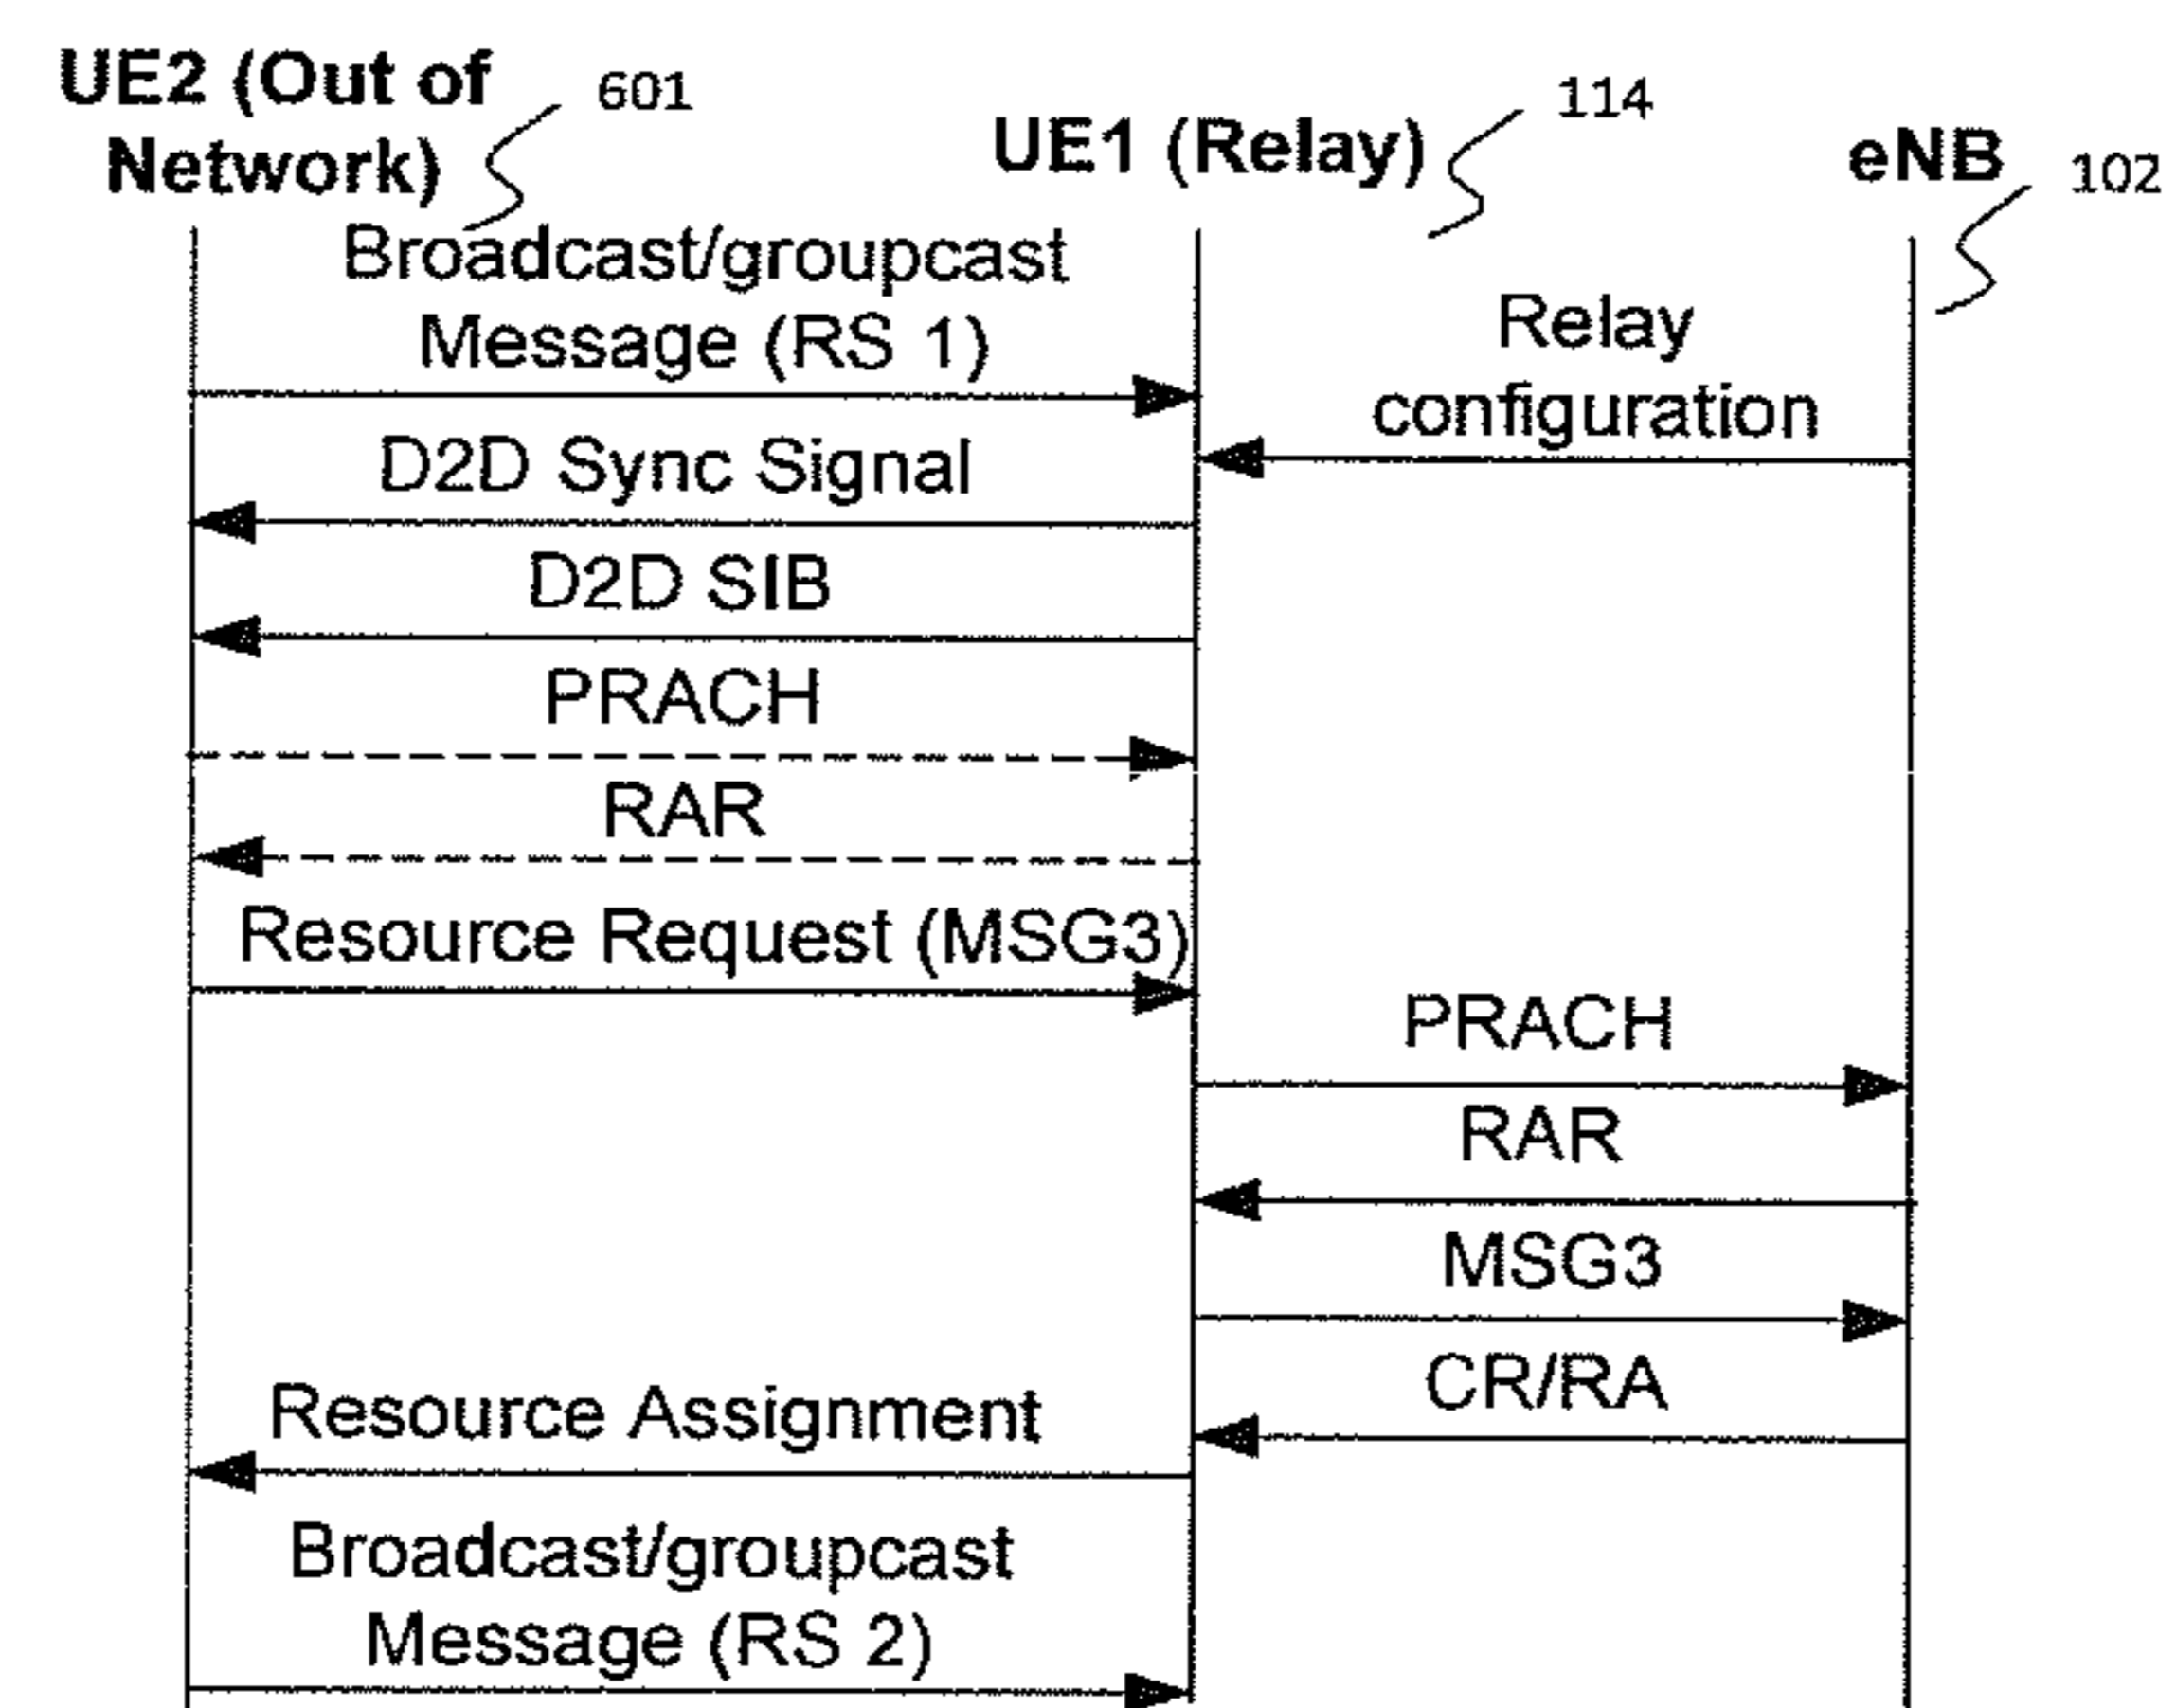 UE2 (Out of
Network)
601
UE1 (Relay)
114
eNB
102
Broadcast/groupcast
Message (RS 1)
Relay
configuration
D2D Sync Signal
D2D SIB
PRACH
RAR
Resource Request (MSG3)
PRACH
RAR
MSG3
CR/RA
Resource Assignment
Broadcast/groupcast
Message (RS 2)